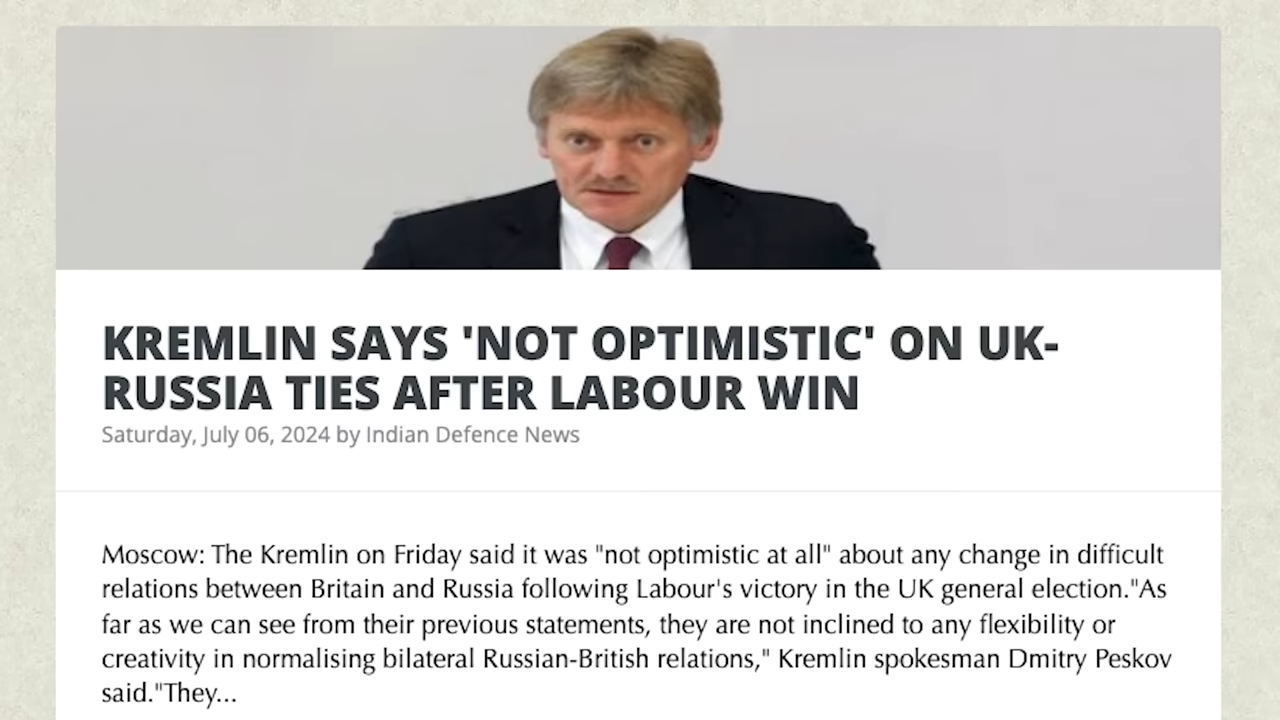 KREMLIN SAYS 'NOT OPTIMISTIC' ON UK-
RUSSIA TIES AFTER LABOUR WIN
Saturday, July 06, 2024 by Indian Defence News
Moscow: The Kremlin on Friday said it was "not optimistic at all" about any change in difficult
relations between Britain and Russia following Labour's victory in the UK general election."As
far as we can see from their previous statements, they are not inclined to any flexibility or
creativity in normalising bilateral Russian-British relations," Kremlin spokesman Dmitry Peskov
said."They...